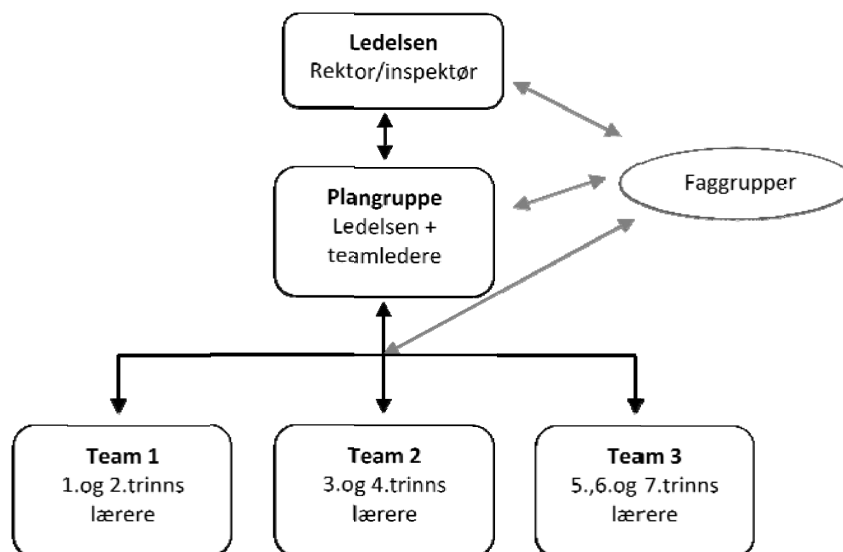 Ledelsen
Rektor/inspektør
Plangruppe
Ledelsen +
teamledere
Faggrupper
Team 1
1.og 2.trinns
lærere
Team 2
3.og 4.trinns
lærere
Team 3
5.,6.og 7.trinns
lærere